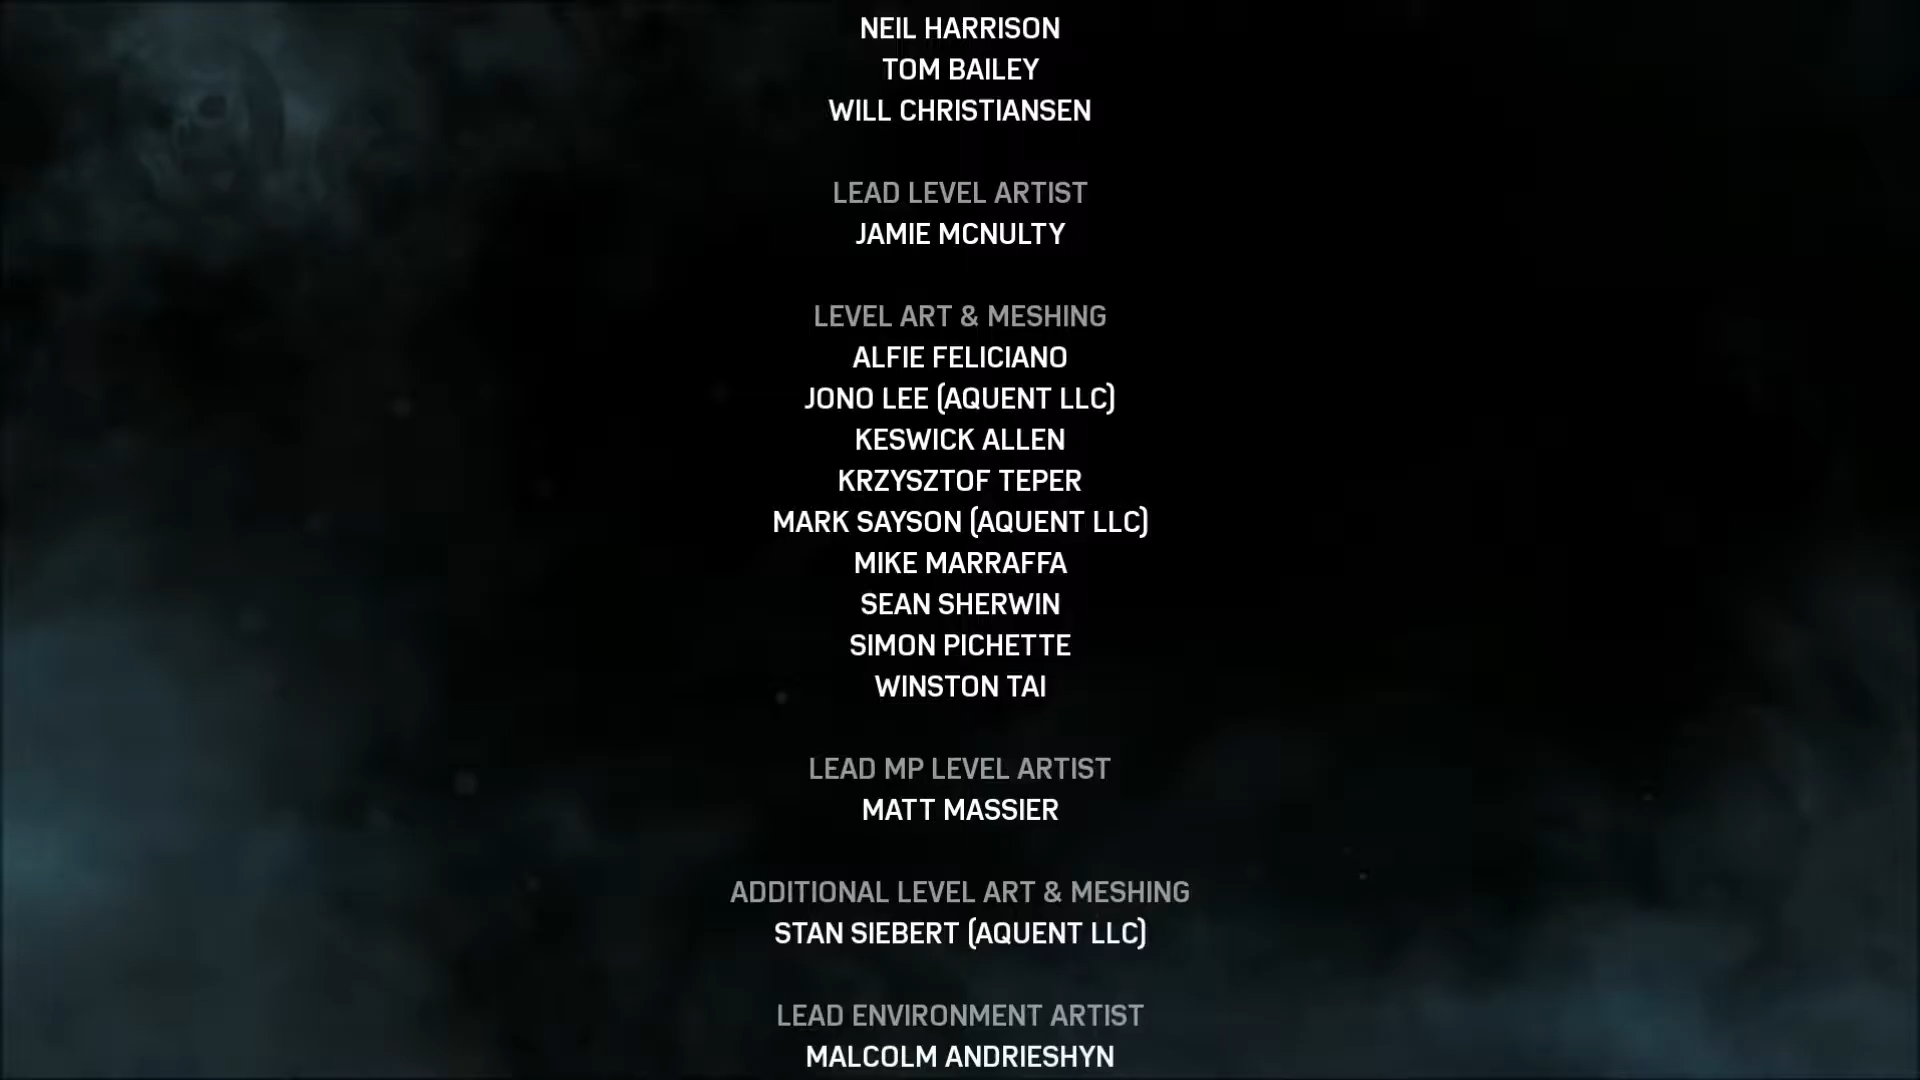 NEIL HARRISON
TOM BAILEY
WILL CHRISTIANSEN
LEAD LEVEL ARTIST
JAMIE MCNULTY
LEVEL ART & MESHING
ALFIE FELICIANO
JONO LEE (AQUENT LLC)
KESWICK ALLEN
KRZYSZTOF TEPER
MARK SAYSON (AQUENT LLC)
MIKE MARRAFFA
SEAN SHERWIN
SIMON PICHETTE
WINSTON TAI
LEAD MP LEVEL ARTIST
MATT MASSIER
ADDITIONAL LEVEL ART & MESHING
STAN SIEBERT (AQUENT LLC)
LEAD ENVIRONMENT ARTIST
MALCOLM ANDRIESHYN